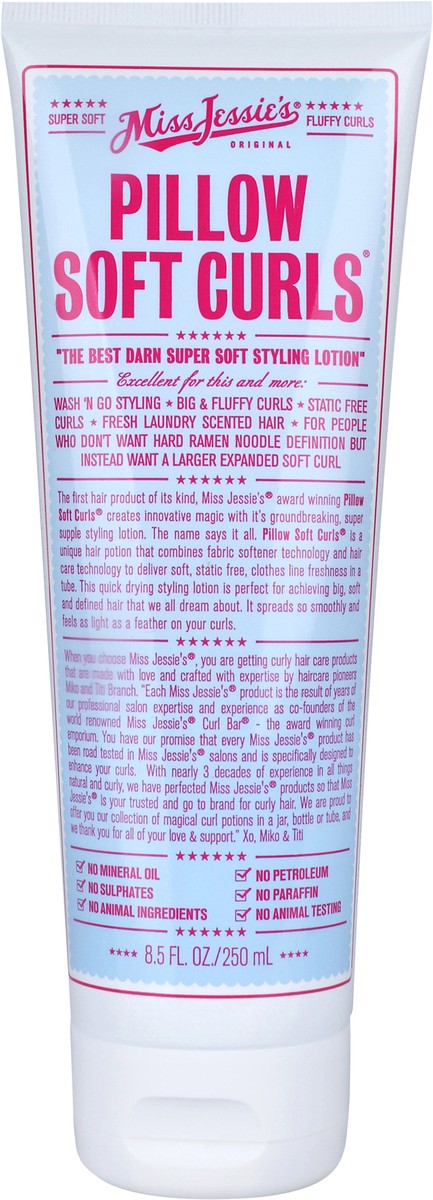 ★★★★★ Miss Jessie's® ★★★★★
SUPER SOFT ORIGINAL FLUFFY CURLS
PILLOW
SOFT CURLS®
★★★★★★
"THE BEST DARN SUPER SOFT STYLING LOTION"
Excellent for this and more:
WASH 'N GO STYLING ★ BIG & FLUFFY CURLS ★ STATIC FREE
CURLS ★ FRESH LAUNDRY SCENTED HAIR ★ FOR PEOPLE
WHO DON'T WANT HARD RAMEN NOODLE DEFINITION BUT
INSTEAD WANT A LARGER EXPANDED SOFT CURL
★★★★★★
The first hair product of its kind, Miss Jessie's® award winning Pillow
Soft Curls® creates innovative magic with it's groundbreaking, super
supple styling lotion. The name says it all. Pillow Soft Curls® is a
unique hair potion that combines fabric softener technology and hair
care technology to deliver soft, static free, clothes line freshness in a
tube. This quick drying styling lotion is perfect for achieving big, soft
and defined hair that we all dream about. It spreads so smoothly and
feels as light as a feather on your curls.
★★★★★★
When you choose Miss Jessie's®, you are getting curly hair care products
that are made with love and crafted with expertise by haircare pioneers
Miko and Titi Branch. "Each Miss Jessie's® product is the result of years of
our professional salon expertise and experience as co-founders of the
world renowned Miss Jessie's® Curl Bar® - the award winning curl
emporium. You have our promise that every Miss Jessie's® product has
been road tested in Miss Jessie's® salons and is specifically designed to
enhance your curls. With nearly 3 decades of experience in all things
natural and curly, we have perfected Miss Jessie's® products so that Miss
Jessie's® is your trusted and go to brand for curly hair. We are proud to
offer you our collection of magical curl potions in a jar, bottle or tube, and
we thank you for all of your love & support." Xo, Miko & Titi
★★★★★★
☑ NO MINERAL OIL ☑ NO PETROLEUM
☑ NO SULPHATES ☑ NO PARAFFIN
☑ NO ANIMAL INGREDIENTS ☑ NO ANIMAL TESTING
★★★★★★
★★★★ 8.5 FL. OZ./250 mL ★★★★